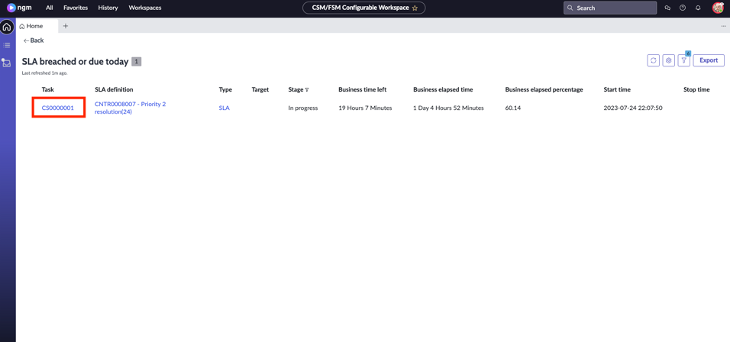 ngm All Favorites History Workspaces CSM/FSM Configurable Workspace Search
Home
Back
SLA breached or due today 1
Last refreshed 5m ago.
4
Export
Task SLA definition Type Target Stage Business time left Business elapsed time Business elapsed percentage Start time Stop time
CS0000001 CNTR0008007 - Priority 2 SLA In progress 19 Hours 7 Minutes 1 Day 4 Hours 52 Minutes 60.14 2023-07-24 22:07:50
resolution(24)